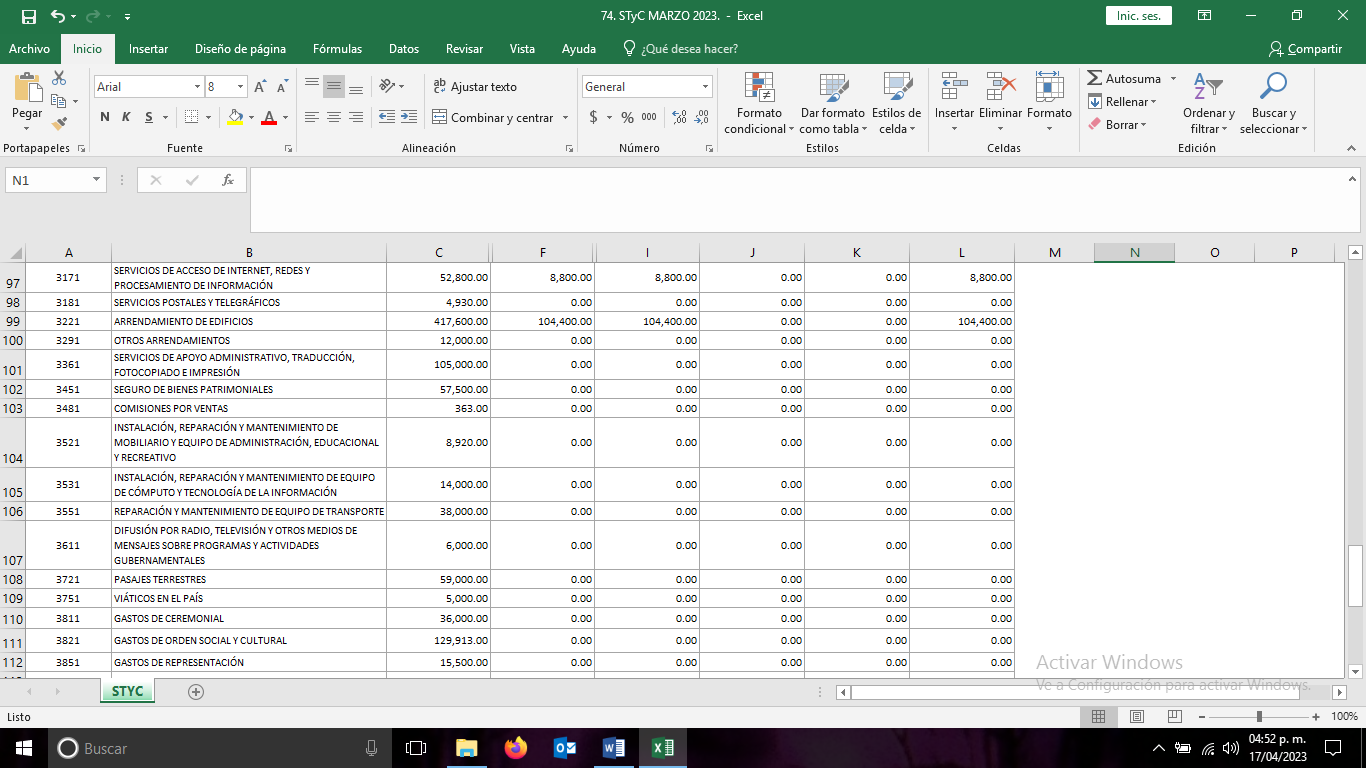 74. STyC MARZO 2023. - Excel
Inic. ses.
Archivo Inicio Insertar Diseño de página Fórmulas Datos Revisar Vista Ayuda ¿Qué desea hacer? Compartir
Pegar
Arial 8
N K S
Ajustar texto
Combinar y centrar
General
$ % 000
Formato condicional
Dar formato como tabla
Estilos de celda
Insertar Eliminar Formato
Autosuma
Rellenar
Borrar
Ordenar y filtrar
Buscar y seleccionar
Portapapeles Fuente Alineación Número Estilos Celdas Edición
N1 fx
A B C F I J K L M N O P
97 3171 SERVICIOS DE ACCESO DE INTERNET, REDES Y PROCESAMIENTO DE INFORMACIÓN 52,800.00 8,800.00 8,800.00 0.00 0.00 8,800.00
98 3181 SERVICIOS POSTALES Y TELEGRÁFICOS 4,930.00 0.00 0.00 0.00 0.00 0.00
99 3221 ARRENDAMIENTO DE EDIFICIOS 417,600.00 104,400.00 104,400.00 0.00 0.00 104,400.00
100 3291 OTROS ARRENDAMIENTOS 12,000.00 0.00 0.00 0.00 0.00 0.00
101 3361 SERVICIOS DE APOYO ADMINISTRATIVO, TRADUCCIÓN, FOTOCOPIADO E IMPRESIÓN 105,000.00 0.00 0.00 0.00 0.00 0.00
102 3451 SEGURO DE BIENES PATRIMONIALES 57,500.00 0.00 0.00 0.00 0.00 0.00
103 3481 COMISIONES POR VENTAS 363.00 0.00 0.00 0.00 0.00 0.00
104 3521 INSTALACIÓN, REPARACIÓN Y MANTENIMIENTO DE MOBILIARIO Y EQUIPO DE ADMINISTRACIÓN, EDUCACIONAL Y RECREATIVO 8,920.00 0.00 0.00 0.00 0.00 0.00
105 3531 INSTALACIÓN, REPARACIÓN Y MANTENIMIENTO DE EQUIPO DE CÓMPUTO Y TECNOLOGÍA DE LA INFORMACIÓN 14,000.00 0.00 0.00 0.00 0.00 0.00
106 3551 REPARACIÓN Y MANTENIMIENTO DE EQUIPO DE TRANSPORTE 38,000.00 0.00 0.00 0.00 0.00 0.00
107 3611 DIFUSIÓN POR RADIO, TELEVISIÓN Y OTROS MEDIOS DE MENSAJES SOBRE PROGRAMAS Y ACTIVIDADES GUBERNAMENTALES 6,000.00 0.00 0.00 0.00 0.00 0.00
108 3721 PASAJES TERRESTRES 59,000.00 0.00 0.00 0.00 0.00 0.00
109 3751 VIÁTICOS EN EL PAÍS 5,000.00 0.00 0.00 0.00 0.00 0.00
110 3811 GASTOS DE CEREMONIAL 36,000.00 0.00 0.00 0.00 0.00 0.00
111 3821 GASTOS DE ORDEN SOCIAL Y CULTURAL 129,913.00 0.00 0.00 0.00 0.00 0.00
112 3851 GASTOS DE REPRESENTACIÓN 15,500.00 0.00 0.00 0.00 0.00 0.00
Activar Windows
Ve a Configuración para activar Windows.
STYC
Listo
100%
Buscar
04:52 p. m.
17/04/2023